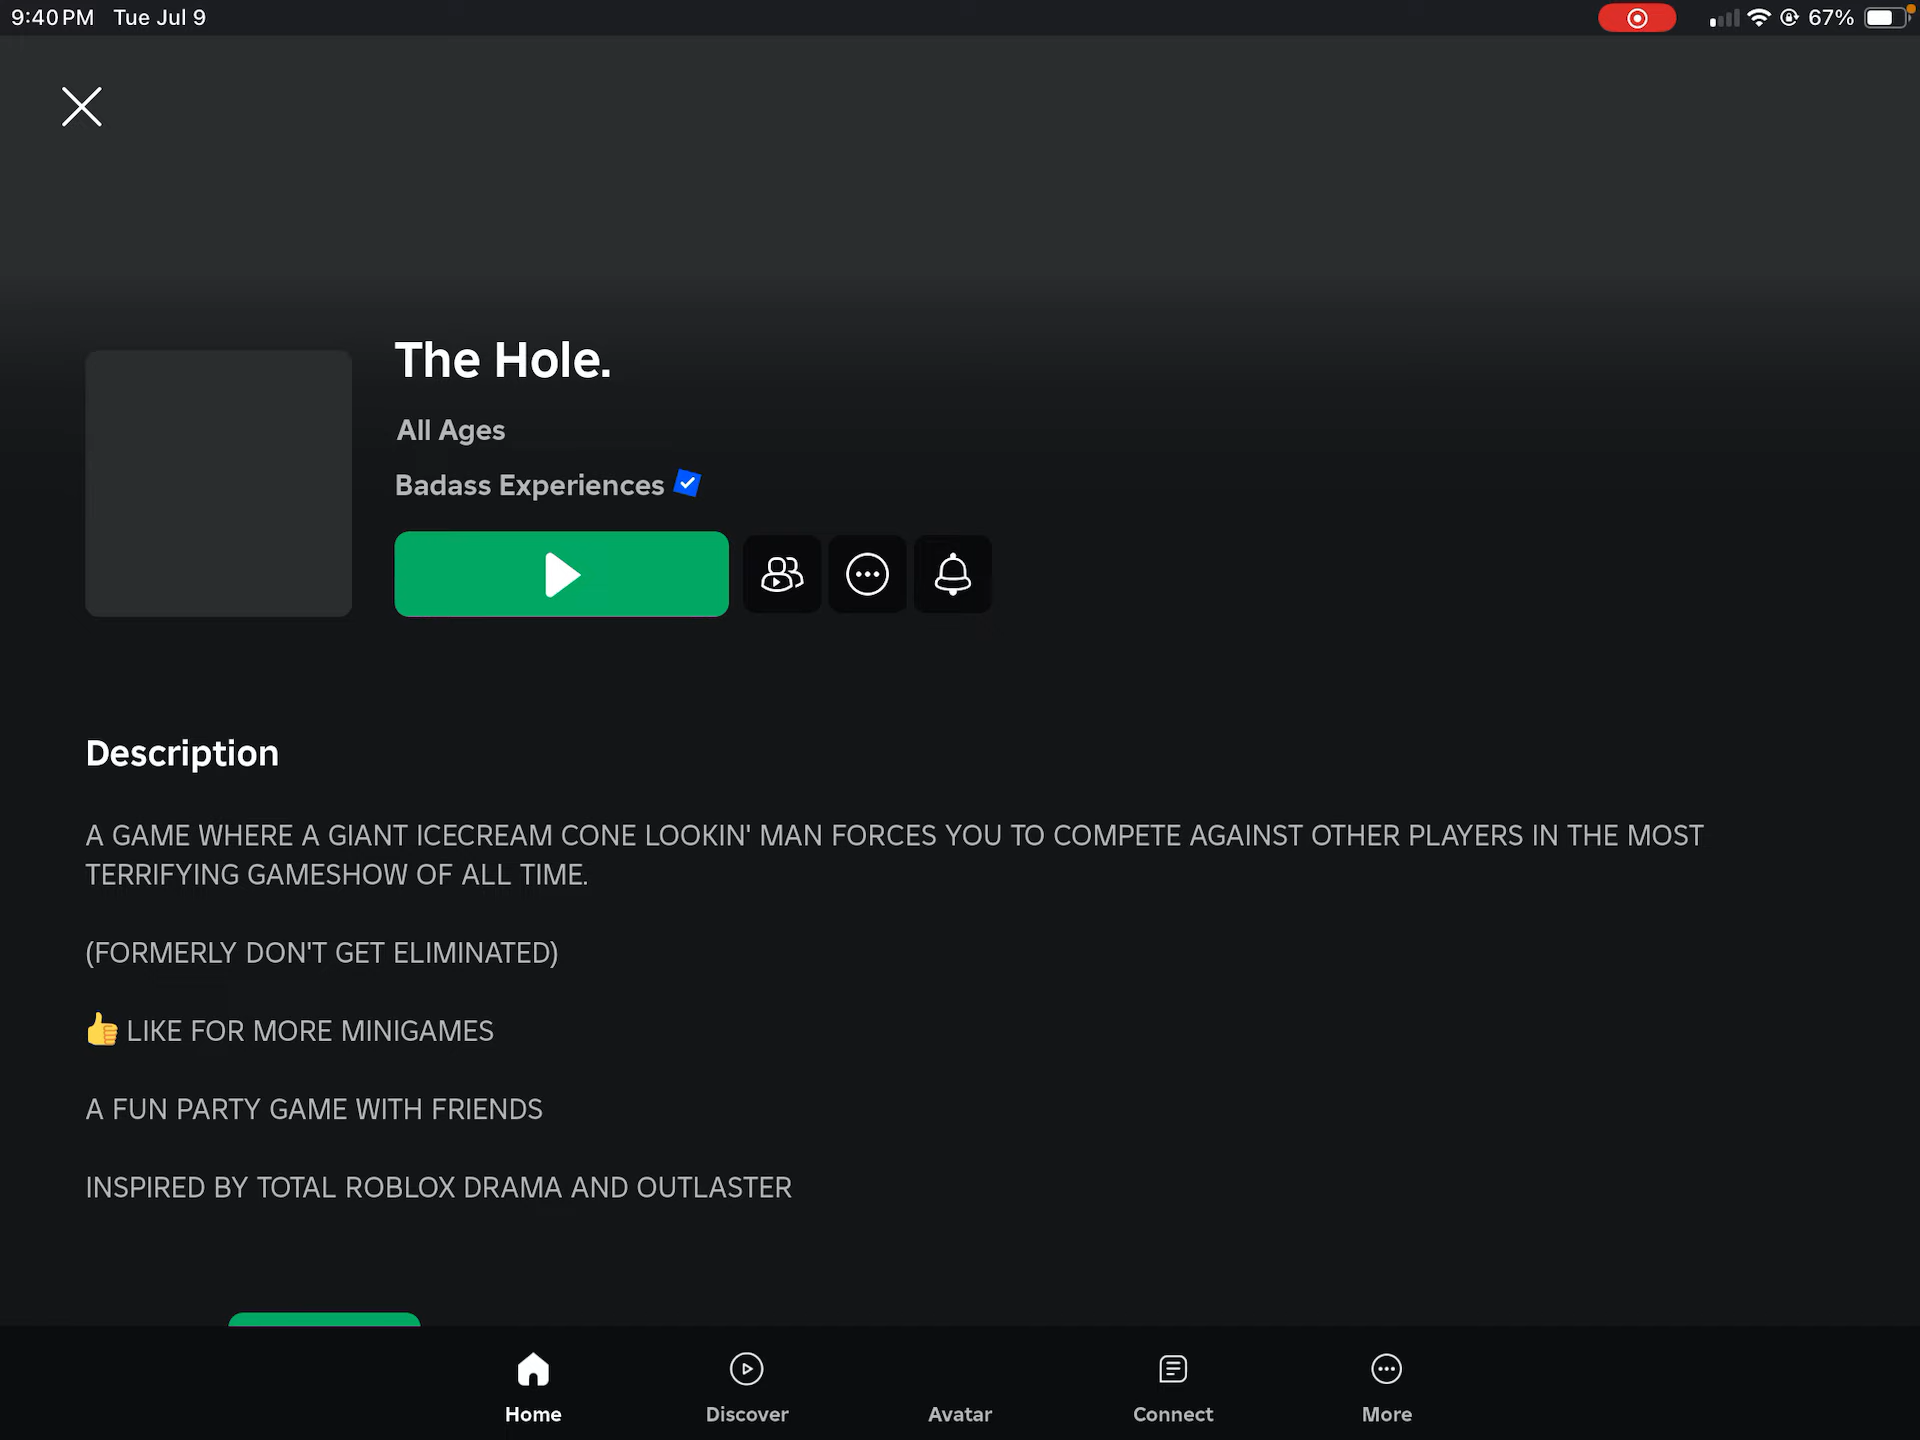 9:40 PM Tue Jul 9
67%
The Hole.
All Ages
Badass Experiences
Description
A GAME WHERE A GIANT ICECREAM CONE LOOKIN' MAN FORCES YOU TO COMPETE AGAINST OTHER PLAYERS IN THE MOST
TERRIFYING GAMESHOW OF ALL TIME.
(FORMERLY DON'T GET ELIMINATED)
👍 LIKE FOR MORE MINIGAMES
A FUN PARTY GAME WITH FRIENDS
INSPIRED BY TOTAL ROBLOX DRAMA AND OUTLASTER
Home Discover Avatar Connect More